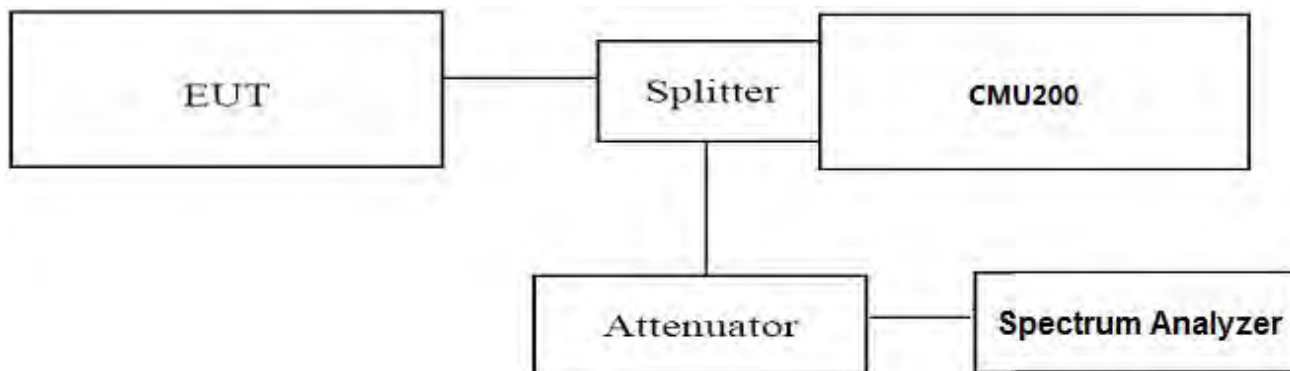 EUT
Splitter
CMU200
Attenuator
Spectrum Analyzer